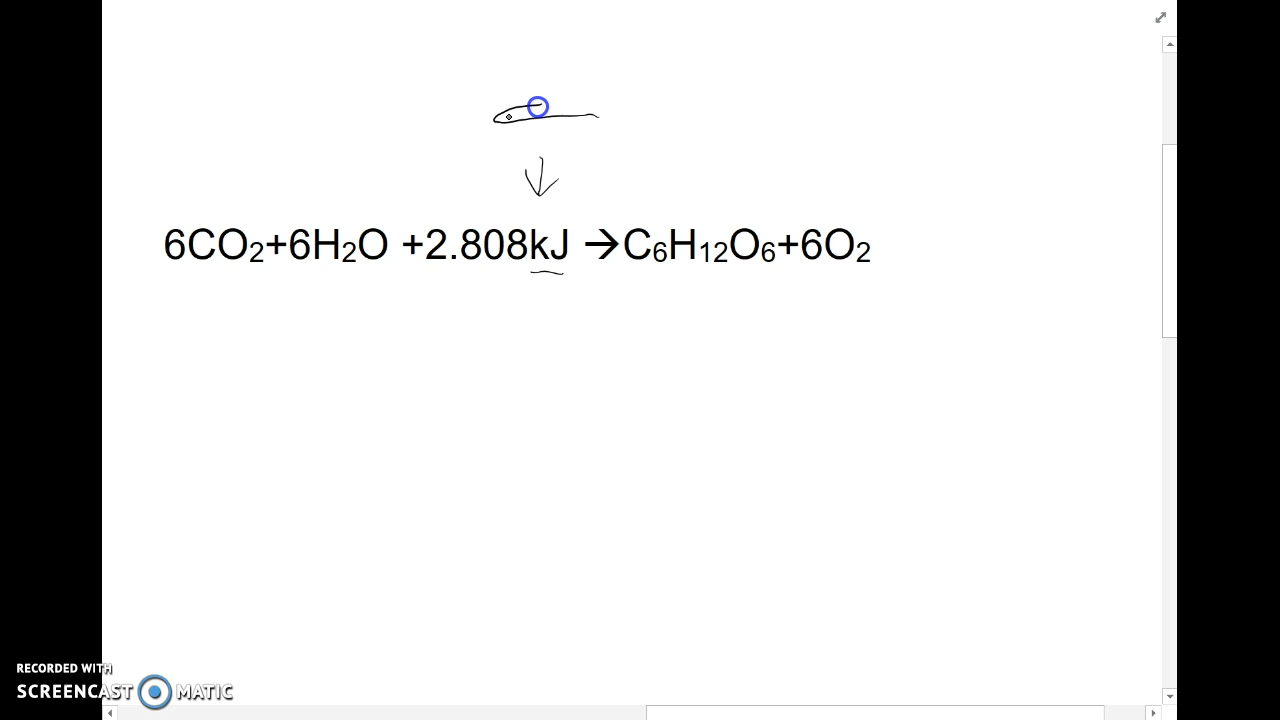 6CO₂+6H₂O +2.808kJ →C₆H₁₂O₆+6O₂
RECORDED WITH
SCREENCAST MATIC